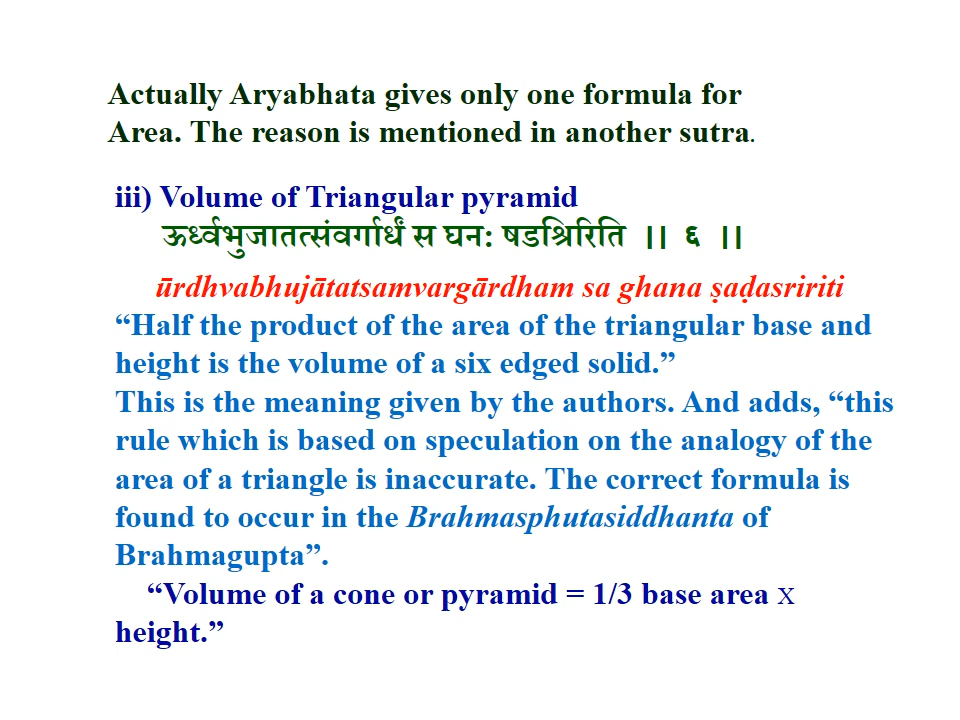 Actually Aryabhata gives only one formula for
Area. The reason is mentioned in another sutra.
iii) Volume of Triangular pyramid
ऊर्ध्वभुजातत्संवर्गार्धं स घनः षडश्रिरिति ।। ६ ।।
ūrdhvabhujātatsamvargārdham sa ghana ṣaḍasririti
“Half the product of the area of the triangular base and
height is the volume of a six edged solid.”
This is the meaning given by the authors. And adds, “this
rule which is based on speculation on the analogy of the
area of a triangle is inaccurate. The correct formula is
found to occur in the Brahmasphutasiddhanta of
Brahmagupta”.
“Volume of a cone or pyramid = 1/3 base area x
height.”